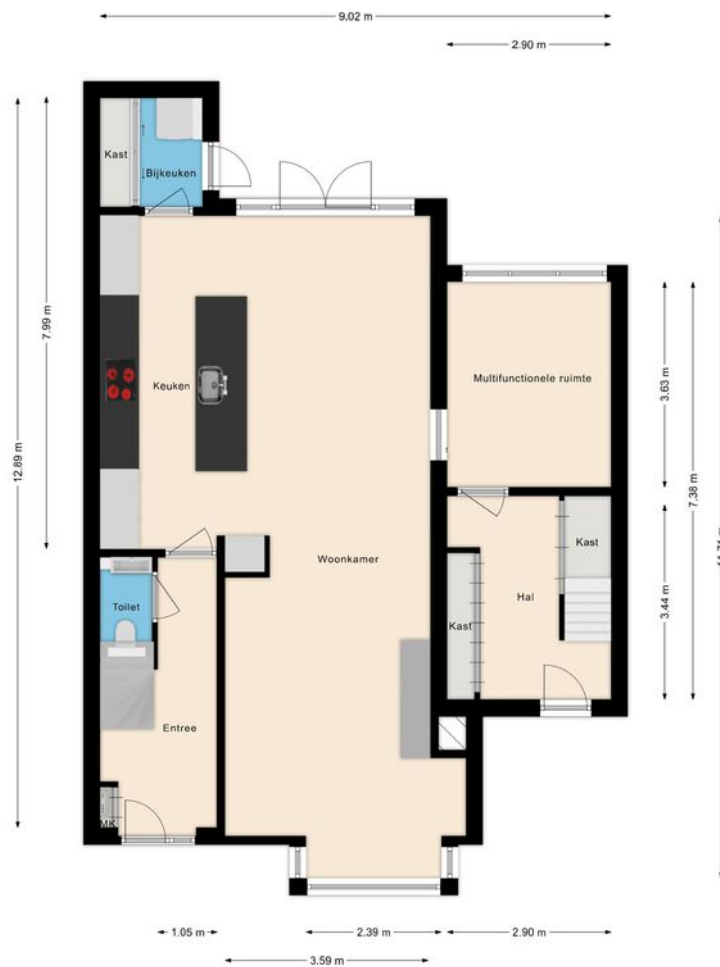 9.02 m
2.90 m
Kast
Bijkeuken
7.99 m
12.89 m
Keuken
Multifunctionele ruimte
3.63 m
7.38 m
Woonkamer
Kast
Toilet
Hal
Kast
3.44 m
Entree
MK
1.05 m
2.39 m
2.90 m
3.59 m